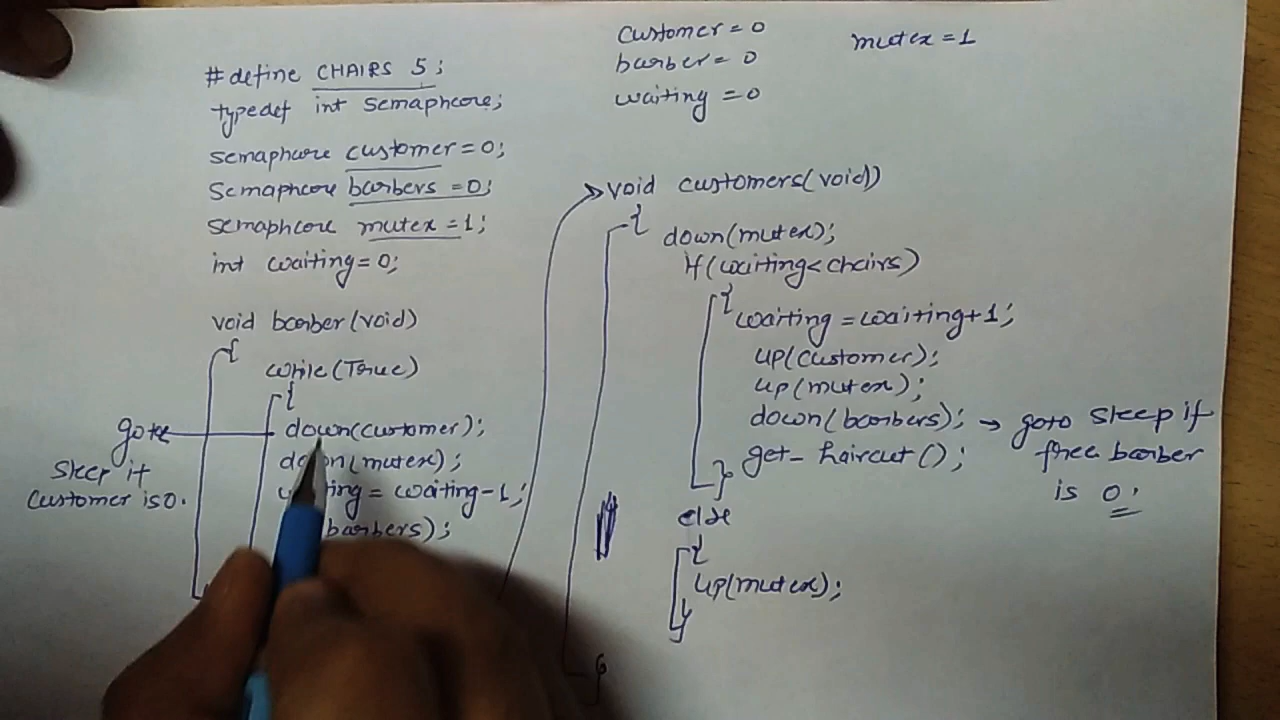 #define CHAIRS 5;
typedef int semaphore;
semaphore customer=0;
Semaphore barbers =0;
semaphore mutex =1;
int waiting=0;
void barber(void)
{
while(True)
{
down(customer);
down(mutex);
waiting = waiting-1;
barbers);
goto
Sleep if
Customer is 0.
Customer = 0
barber = 0
waiting = 0
mutex = 1
void customers(void)
{
down(mutex);
if(waiting<chairs)
{
waiting = waiting+1;
up(customer);
up(mutex);
down(barbers); → goto sleep if
free barber
is 0.
get_haircut();
}
else
{
up(mutex);
}
}